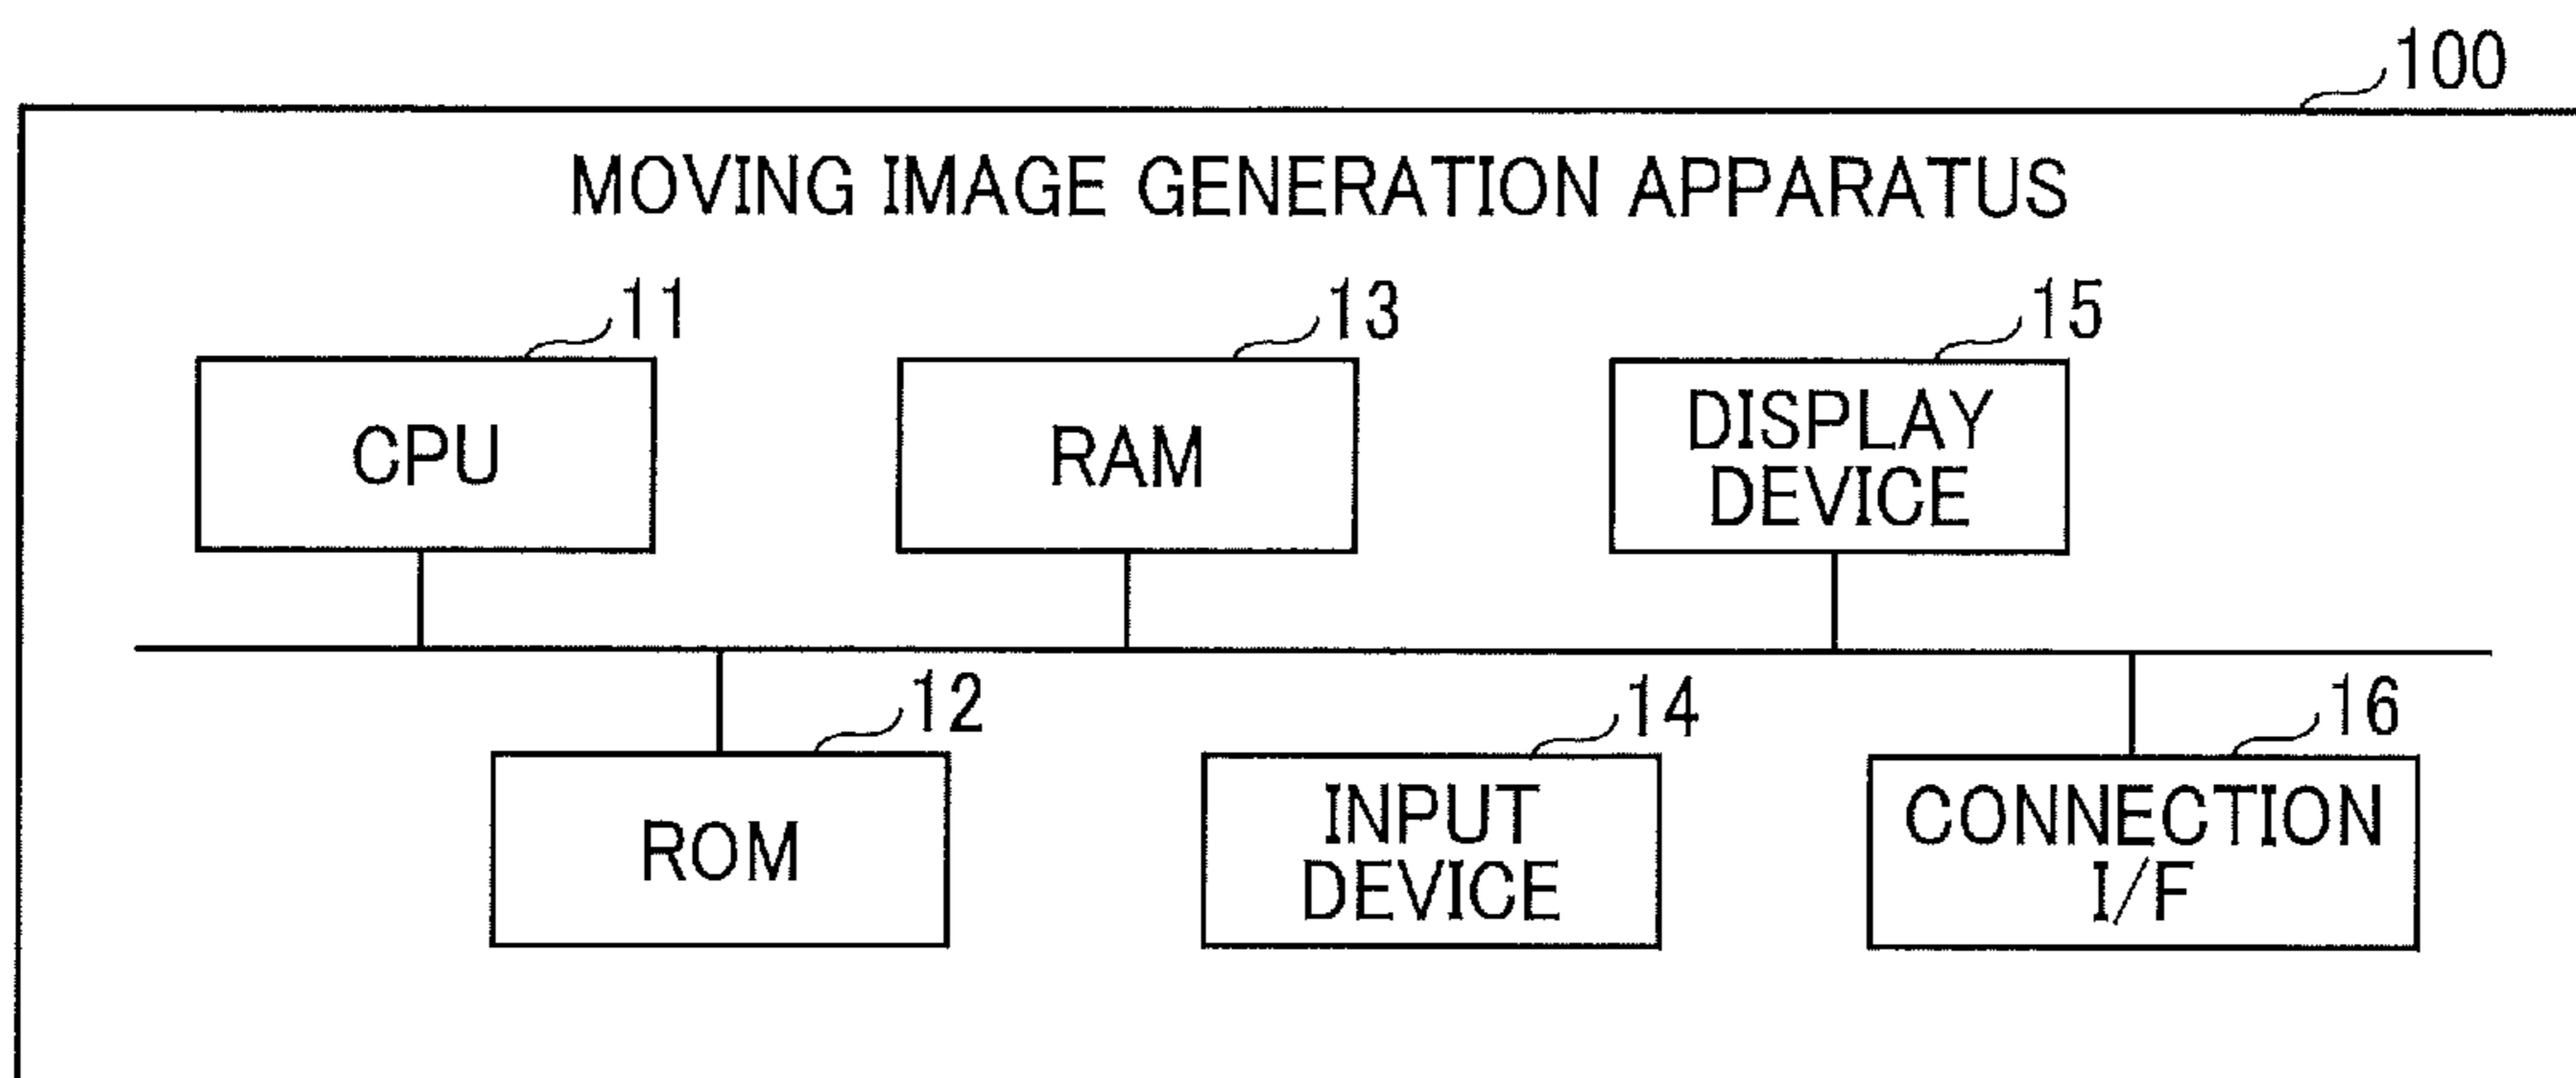 100
MOVING IMAGE GENERATION APPARATUS
11
13
15
CPU
RAM
DISPLAY
DEVICE
12
14
16
ROM
INPUT
DEVICE
CONNECTION
I/F